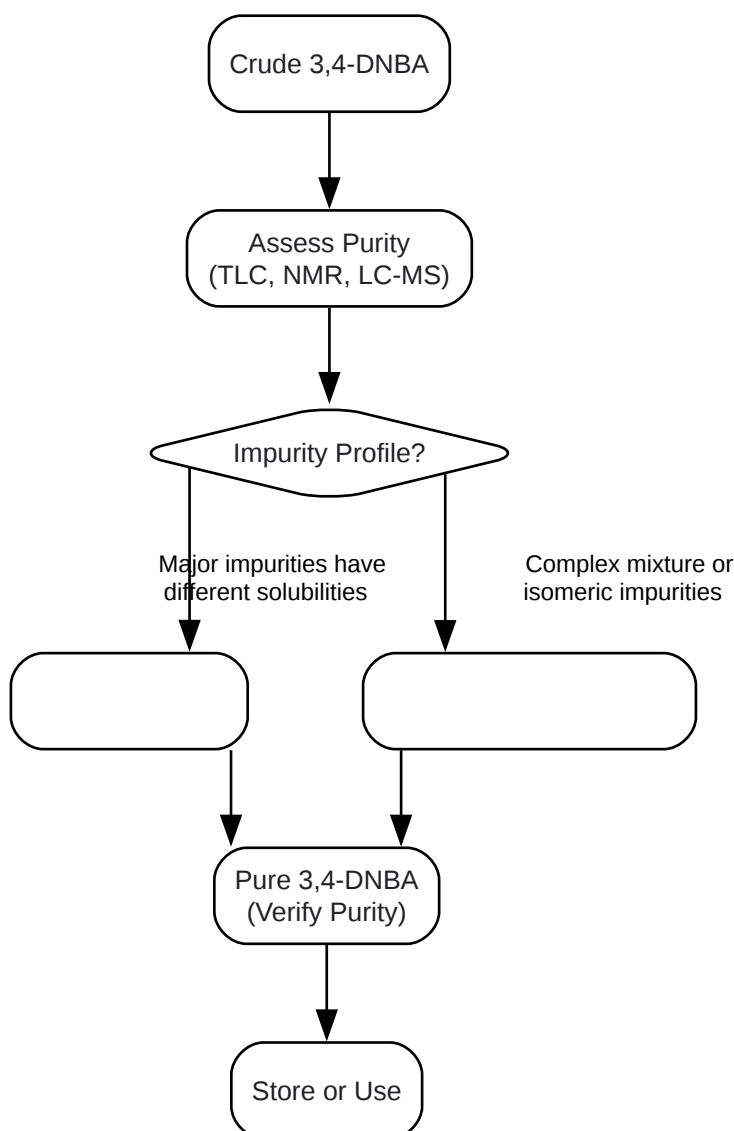 Crude 3,4-DNBA
Assess Purity
(TLC, NMR, LC-MS)
Impurity Profile?
Major impurities have
different solubilities
Complex mixture or
isomeric impurities
Pure 3,4-DNBA
(Verify Purity)
Store or Use